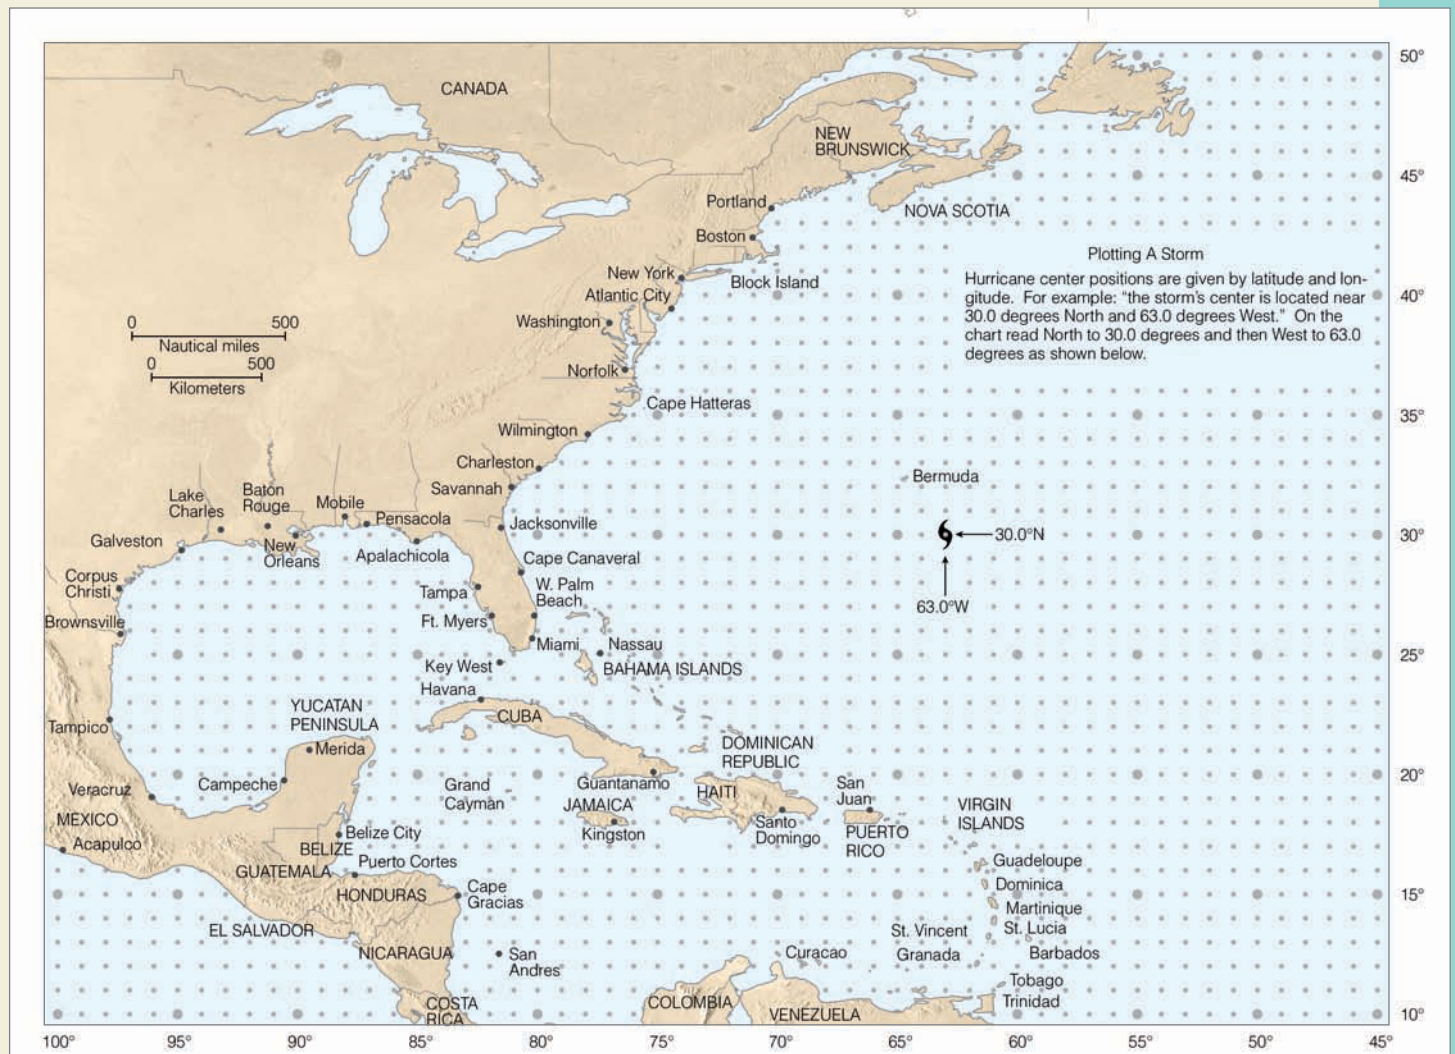 CANADA
50°
NEW
BRUNSWICK
45°
Portland
NOVA SCOTIA
Boston
Plotting A Storm
New York
Block Island
Hurricane center positions are given by latitude and lon-
gitude. For example: “the storm’s center is located near
30.0 degrees North and 63.0 degrees West.” On the
chart read North to 30.0 degrees and then West to 63.0
degrees as shown below.
Atlantic City
40°
0 500
Nautical miles
0 500
Kilometers
Washington
Norfolk
Cape Hatteras
35°
Wilmington
Charleston
Savannah
Bermuda
Lake
Charles
Baton
Rouge
Mobile
Pensacola
Jacksonville
30.0°N
30°
Galveston
New
Orleans
Apalachicola
Cape Canaveral
Corpus
Christi
Tampa
W. Palm
Beach
63.0°W
Brownsville
Ft. Myers
Miami
Nassau
25°
Key West
BAHAMA ISLANDS
Havana
YUCATAN
PENINSULA
CUBA
Tampico
Merida
DOMINICAN
REPUBLIC
20°
Campeche
Veracruz
Grand
Cayman
Guantanamo
HAITI
San
Juan
JAMAICA
VIRGIN
ISLANDS
MEXICO
Kingston
Santo
Domingo
PUERTO
RICO
Acapulco
Belize City
BELIZE
Puerto Cortes
Guadeloupe
GUATEMALA
HONDURAS
Cape
Gracias
Dominica
15°
Martinique
EL SALVADOR
St. Vincent
St. Lucia
NICARAGUA
San
Andres
Curacao
Granada
Barbados
Tobago
COSTA
RICA
COLOMBIA
VENEZUELA
Trinidad
10°
100° 95° 90° 85° 80° 75° 70° 65° 60° 55° 50° 45°